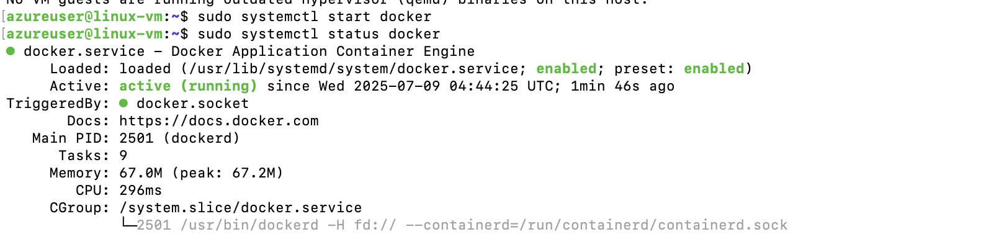 No VM guests are running outdated hypervisor (qemu) binaries on this host.
[azureuser@linux-vm:~$ sudo systemctl start docker
[azureuser@linux-vm:~$ sudo systemctl status docker
● docker.service - Docker Application Container Engine
Loaded: loaded (/usr/lib/systemd/system/docker.service; enabled; preset: enabled)
Active: active (running) since Wed 2025-07-09 04:44:25 UTC; 1min 46s ago
TriggeredBy: ● docker.socket
Docs: https://docs.docker.com
Main PID: 2501 (dockerd)
Tasks: 9
Memory: 67.0M (peak: 67.2M)
CPU: 296ms
CGroup: /system.slice/docker.service
└─2501 /usr/bin/dockerd -H fd:// --containerd=/run/containerd/containerd.sock